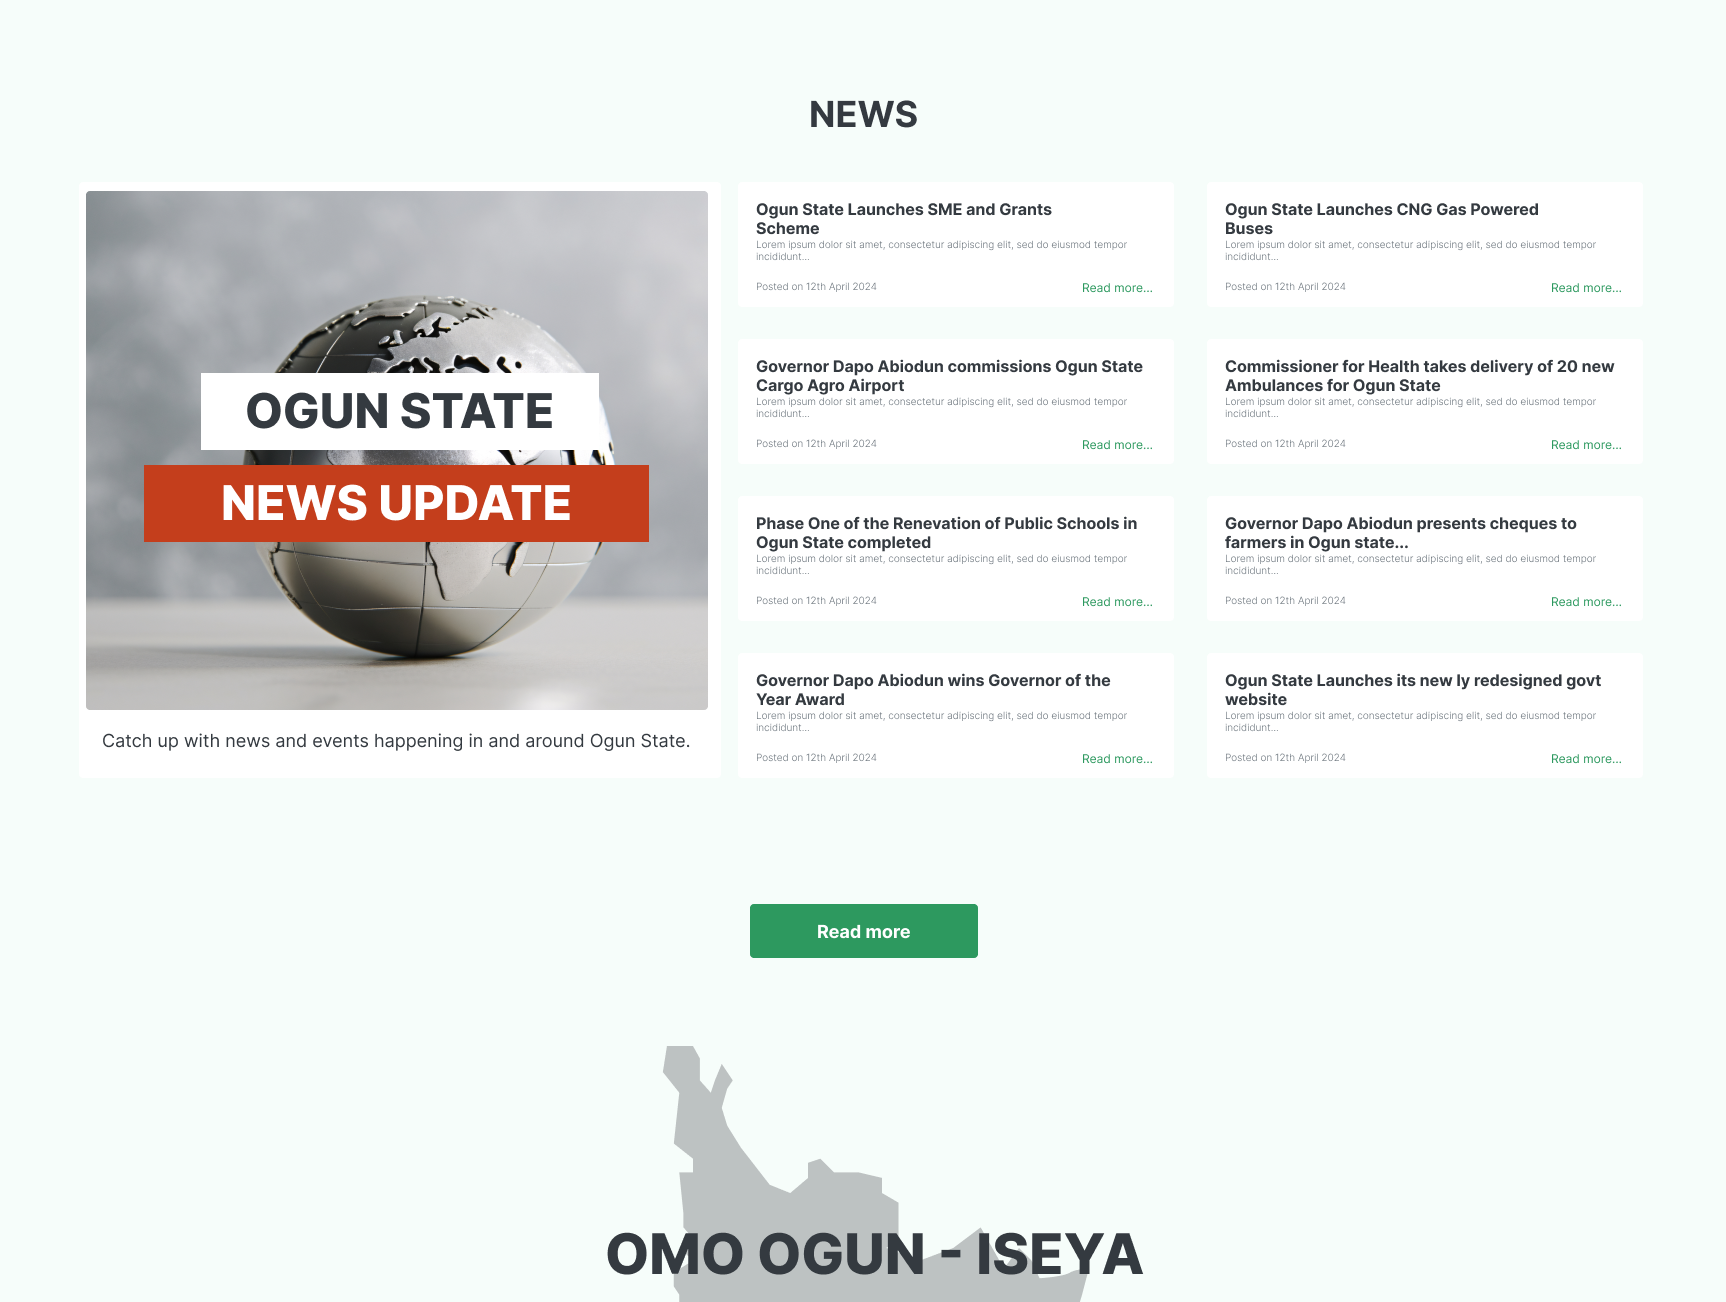 NEWS
OGUN STATE
NEWS UPDATE
Catch up with news and events happening in and around Ogun State.
Ogun State Launches SME and Grants
Scheme
Lorem ipsum dolor sit amet, consectetur adipiscing elit, sed do eiusmod tempor
incididunt...
Posted on 12th April 2024
Read more...
Ogun State Launches CNG Gas Powered
Buses
Lorem ipsum dolor sit amet, consectetur adipiscing elit, sed do eiusmod tempor
incididunt...
Posted on 12th April 2024
Read more...
Governor Dapo Abiodun commissions Ogun State
Cargo Agro Airport
Lorem ipsum dolor sit amet, consectetur adipiscing elit, sed do eiusmod tempor
incididunt...
Posted on 12th April 2024
Read more...
Commissioner for Health takes delivery of 20 new
Ambulances for Ogun State
Lorem ipsum dolor sit amet, consectetur adipiscing elit, sed do eiusmod tempor
incididunt...
Posted on 12th April 2024
Read more...
Phase One of the Renevation of Public Schools in
Ogun State completed
Lorem ipsum dolor sit amet, consectetur adipiscing elit, sed do eiusmod tempor
incididunt...
Posted on 12th April 2024
Read more...
Governor Dapo Abiodun presents cheques to
farmers in Ogun state...
Lorem ipsum dolor sit amet, consectetur adipiscing elit, sed do eiusmod tempor
incididunt...
Posted on 12th April 2024
Read more...
Governor Dapo Abiodun wins Governor of the
Year Award
Lorem ipsum dolor sit amet, consectetur adipiscing elit, sed do eiusmod tempor
incididunt...
Posted on 12th April 2024
Read more...
Ogun State Launches its new ly redesigned govt
website
Lorem ipsum dolor sit amet, consectetur adipiscing elit, sed do eiusmod tempor
incididunt...
Posted on 12th April 2024
Read more...
Read more
OMO OGUN - ISEYA